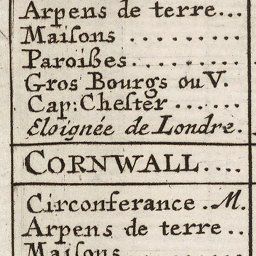 Arpens de terre...
Maisons ..........
Paroisses.........
Gros Bourgs ou V.
Cap: Chester ......
Eloignée de Londre.
CORNWALL ....
Circonferance . M.
Arpens de terre ..
Maisons..........